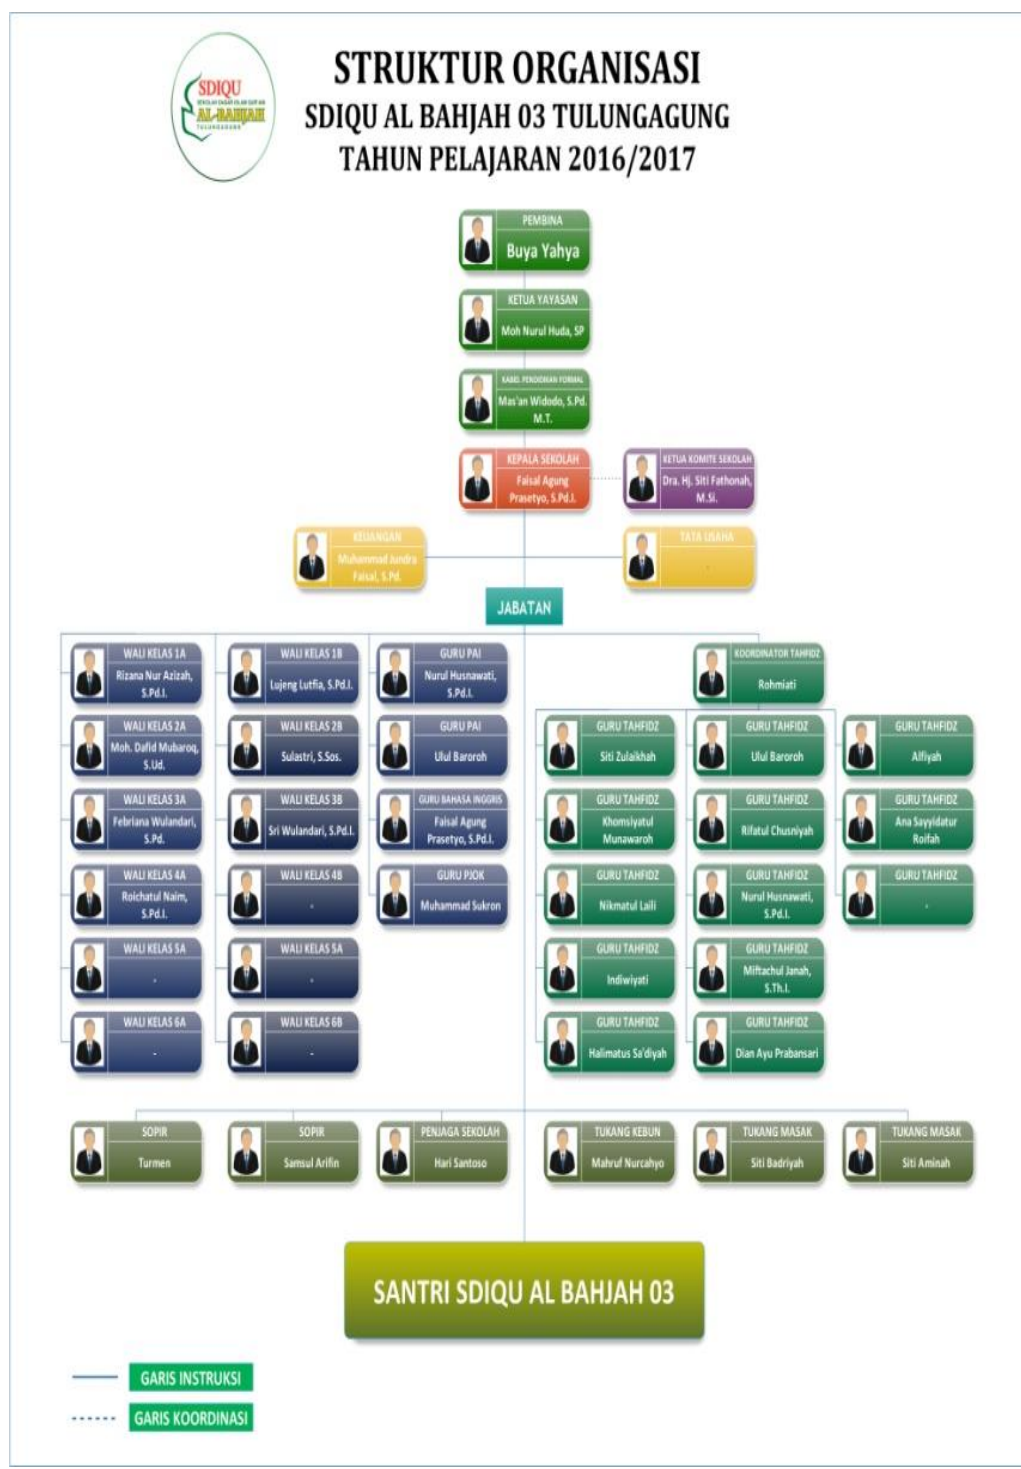 SDIQU
SEKOLAH DASAR ISLAM QUR'AN
AL-BAHJAH
TULUNGAGUNG
STRUKTUR ORGANISASI
SDIQU AL BAHJAH 03 TULUNGAGUNG
TAHUN PELAJARAN 2016/2017
PEMBINA
Buya Yahya
KETUA YAYASAN
Moh Nurul Huda, SP
KABID. PENDIDIKAN FORMAL
Mas'an Widodo, S.Pd.
M.T.
KEPALA SEKOLAH
Faisal Agung
Prasetyo, S.Pd.I.
KETUA KOMITE SEKOLAH
Dra. Hj. Siti Fathonah,
M.Si.
KEUANGAN
Muhammad Jundra
Faisal, S.Pd.
TATA USAHA
-
JABATAN
WALI KELAS 1A
Rizana Nur Azizah,
S.Pd.I.
WALI KELAS 1B
Lujeng Lutfia, S.Pd.I.
GURU PAI
Nurul Husnawati,
S.Pd.I.
KOORDINATOR TAHFIDZ
Rohmiati
WALI KELAS 2A
Moh. Dafid Mubaroq,
S.Ud.
WALI KELAS 2B
Sulastri, S.Sos.
GURU PAI
Ulul Baroroh
GURU TAHFIDZ
Siti Zulaikhah
GURU TAHFIDZ
Ulul Baroroh
GURU TAHFIDZ
Alfiyah
WALI KELAS 3A
Febriana Wulandari,
S.Pd.
WALI KELAS 3B
Sri Wulandari, S.Pd.I.
GURU BAHASA INGGRIS
Faisal Agung
Prasetyo, S.Pd.I.
GURU TAHFIDZ
Khomsiyatul
Munawaroh
GURU TAHFIDZ
Rifatul Chusniyah
GURU TAHFIDZ
Ana Sayyidatur
Roifah
WALI KELAS 4A
Roichatul Naim,
S.Pd.I.
WALI KELAS 4B
-
GURU PJOK
Muhammad Sukron
GURU TAHFIDZ
Nikmatul Laili
GURU TAHFIDZ
Nurul Husnawati,
S.Pd.I.
GURU TAHFIDZ
-
WALI KELAS 5A
-
WALI KELAS 5A
-
GURU TAHFIDZ
Indiwiyati
GURU TAHFIDZ
Miftachul Janah,
S.Th.I.
WALI KELAS 6A
-
WALI KELAS 6B
-
GURU TAHFIDZ
Halimatus Sa'diyah
GURU TAHFIDZ
Dian Ayu Prabansari
SOPIR
Turmen
SOPIR
Samsul Arifin
PENJAGA SEKOLAH
Hari Santoso
TUKANG KEBUN
Mahruf Nurcahyo
TUKANG MASAK
Siti Badriyah
TUKANG MASAK
Siti Aminah
SANTRI SDIQU AL BAHJAH 03
GARIS INSTRUKSI
GARIS KOORDINASI